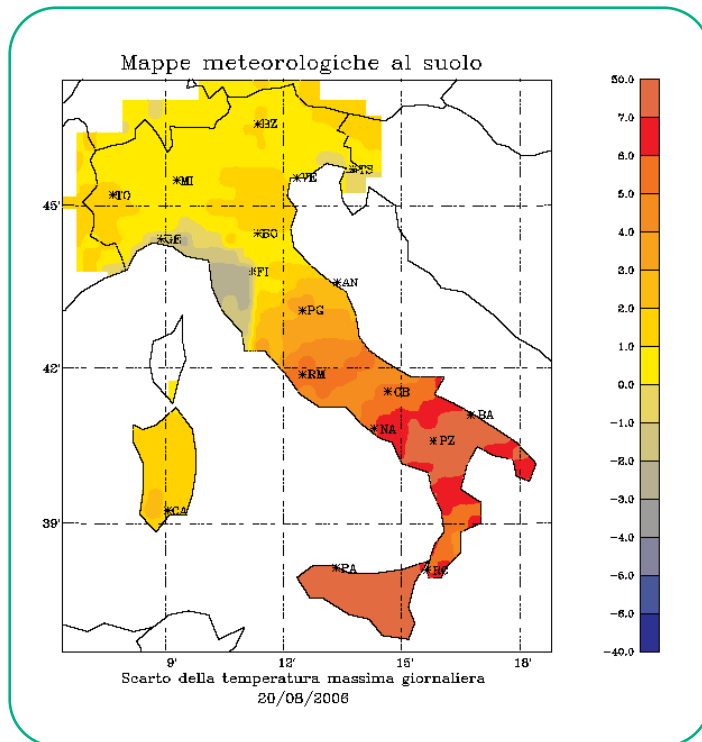 Mappe meteorologiche al suolo
BZ
TS
MI
VE
TO
45'
GE
BO
FI
AN
PG
42'
RM
CB
BA
NA
PZ
39'
CA
PA
RC
9'
12'
15'
18'
Scarto della temperatura massima giornaliera
20/08/2006
50.0
7.0
6.0
5.0
4.0
3.0
2.0
1.0
0.0
-1.0
-2.0
-3.0
-4.0
-5.0
-6.0
-40.0